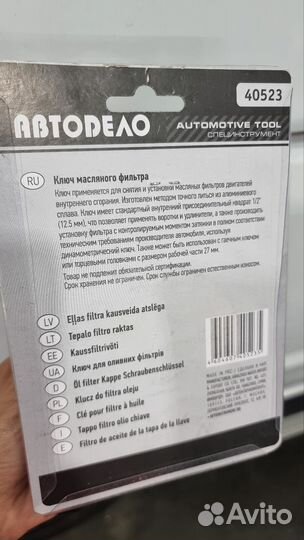 40523
АВТОDЕЛО
AUTOMOTIVE TOOL
СПЕЦИНСТРУМЕНТ
RU Ключ масляного фильтра
Ключ применяется для снятия и установки масляных фильтров двигателей
внутреннего сгорания. Изготовлен методом точного литья из алюминиевого
сплава. Ключ имеет стандартный внутренний присоединительный квадрат 1/2"
(12.5 мм), что позволяет применять воротки и удлинители, а также производить
установку фильтра с контролируемым моментом затяжки в полном соответствии
техническим требованиям производителя автомобиля, используя
динамометрический ключ. Также может быть использован с гаечным ключом
или торцевыми головками с размером рабочей части 27 мм.
Товар не подлежит обязательной сертификации.
Срок хранения не ограничен. Срок службы ограничен естественным износом.
LV Eļļas filtra kausveida atslēga
LT Tepalo filtro raktas
EE Kaussfiltrivõti
UA Ключ для оливних фільтрів
D Öl filter Kappe Schraubenschlüssel
PL Klucz do filtra oleju
F Clé pour filtre à huile
I Tappo filtro olio chiave
E Filtro de aceite de la tapa de la llave
Avito